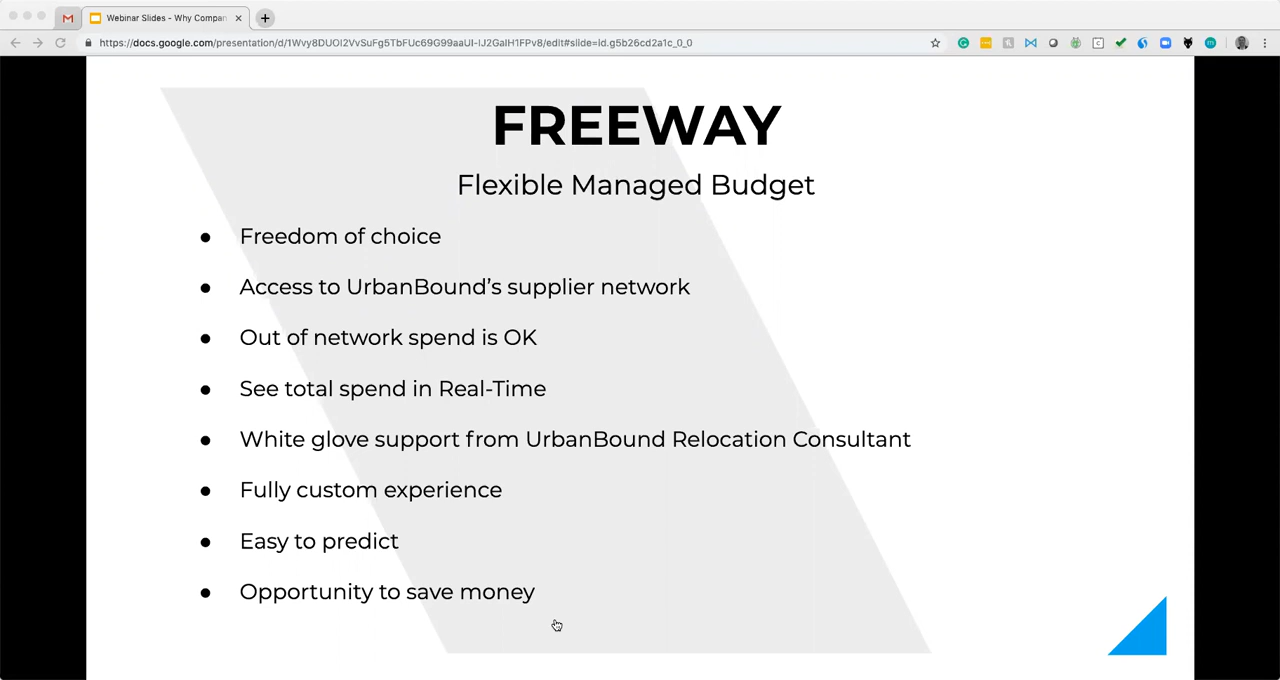 Webinar Slides - Why Compan
https://docs.google.com/presentation/d/1Wvy8DUOI2VvSuFg5TbFUc69G99aaUI-IJ2GalH1FPv8/edit#slide=id.g5b26cd2a1c_0_0
FREEWAY
Flexible Managed Budget
● Freedom of choice
● Access to UrbanBound’s supplier network
● Out of network spend is OK
● See total spend in Real-Time
● White glove support from UrbanBound Relocation Consultant
● Fully custom experience
● Easy to predict
● Opportunity to save money